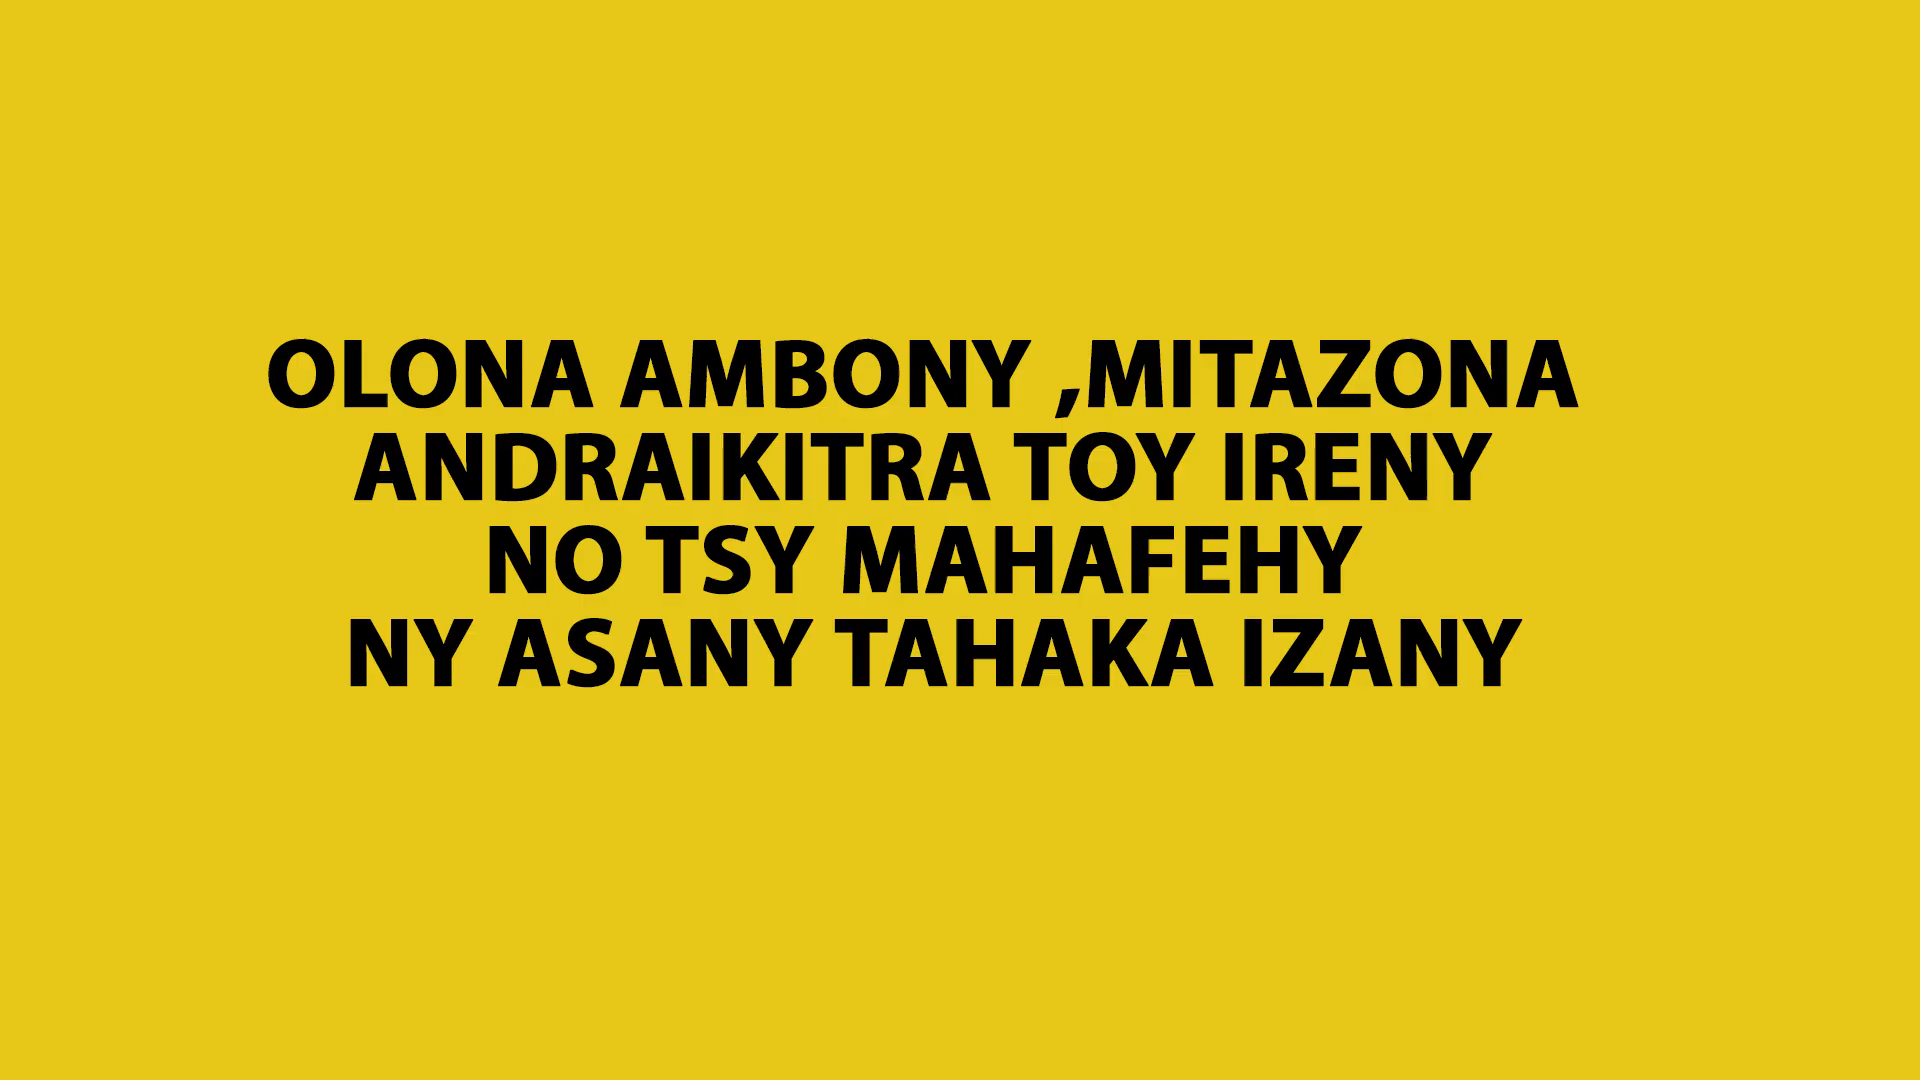 OLONA AMBONY ,MITAZONA
ANDRAIKITRA TOY IRENY
NO TSY MAHAFEHY
NY ASANY TAHAKA IZANY